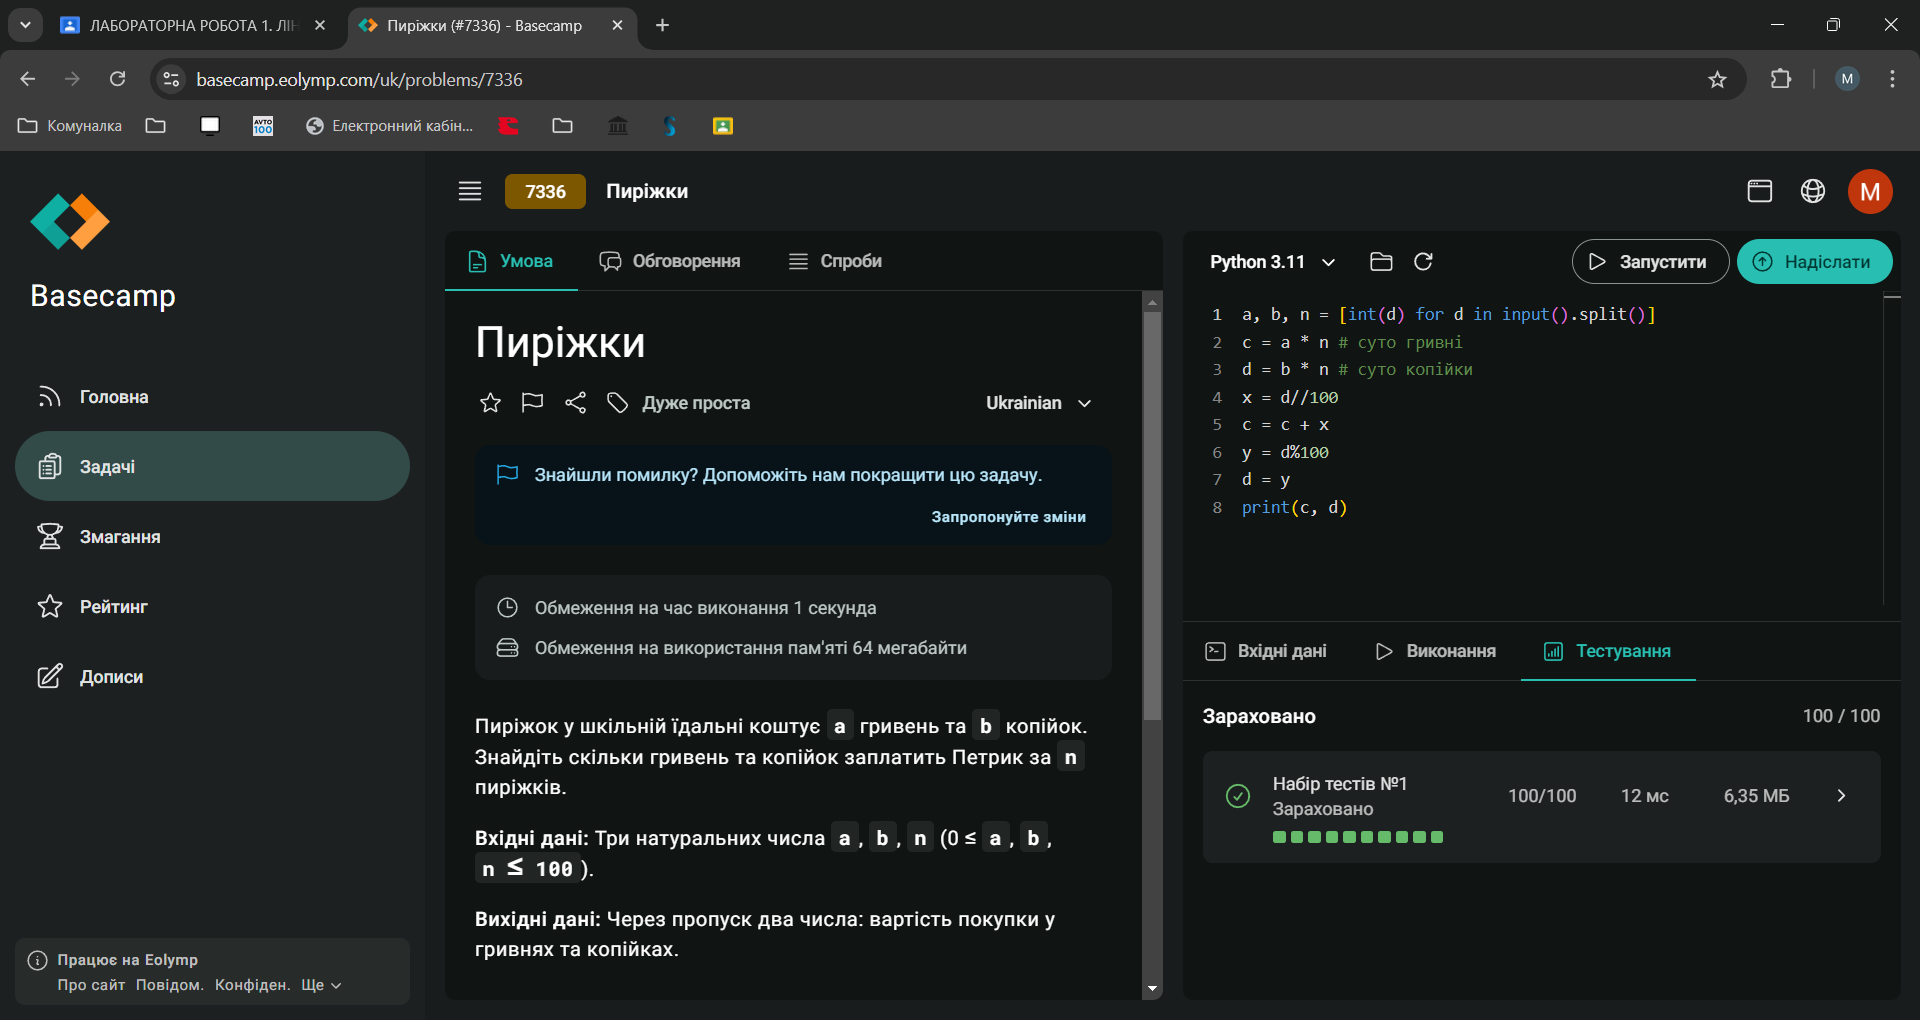 ЛАБОРАТОРНА РОБОТА 1. ЛІН
Пиріжки (#7336) - Basecamp
basecamp.eolymp.com/uk/problems/7336
M
Комуналка
AVTO 100
Електронний кабін...
Basecamp
Головна
Задачі
Змагання
Рейтинг
Дописи
Працює на Eolymp
Про сайт Повідом. Конфіден. Ще
7336 Пиріжки
M
Умова Обговорення Спроби
Пиріжки
Дуже проста Ukrainian
Знайшли помилку? Допоможіть нам покращити цю задачу.
Запропонуйте зміни
Обмеження на час виконання 1 секунда
Обмеження на використання пам'яті 64 мегабайти
Пиріжок у шкільній їдальні коштує a гривень та b копійок.
Знайдіть скільки гривень та копійок заплатить Петрик за n
пиріжків.
Вхідні дані: Три натуральних числа a, b, n (0 ≤ a, b,
n ≤ 100).
Вихідні дані: Через пропуск два числа: вартість покупки у
гривнях та копійках.
Python 3.11 Запустити Надіслати
1 a, b, n = [int(d) for d in input().split()]
2 c = a * n # суто гривні
3 d = b * n # суто копійки
4 x = d//100
5 c = c + x
6 y = d%100
7 d = y
8 print(c, d)
Вхідні дані Виконання Тестування
Зараховано 100 / 100
Набір тестів №1
Зараховано
100/100 12 мс 6,35 МБ